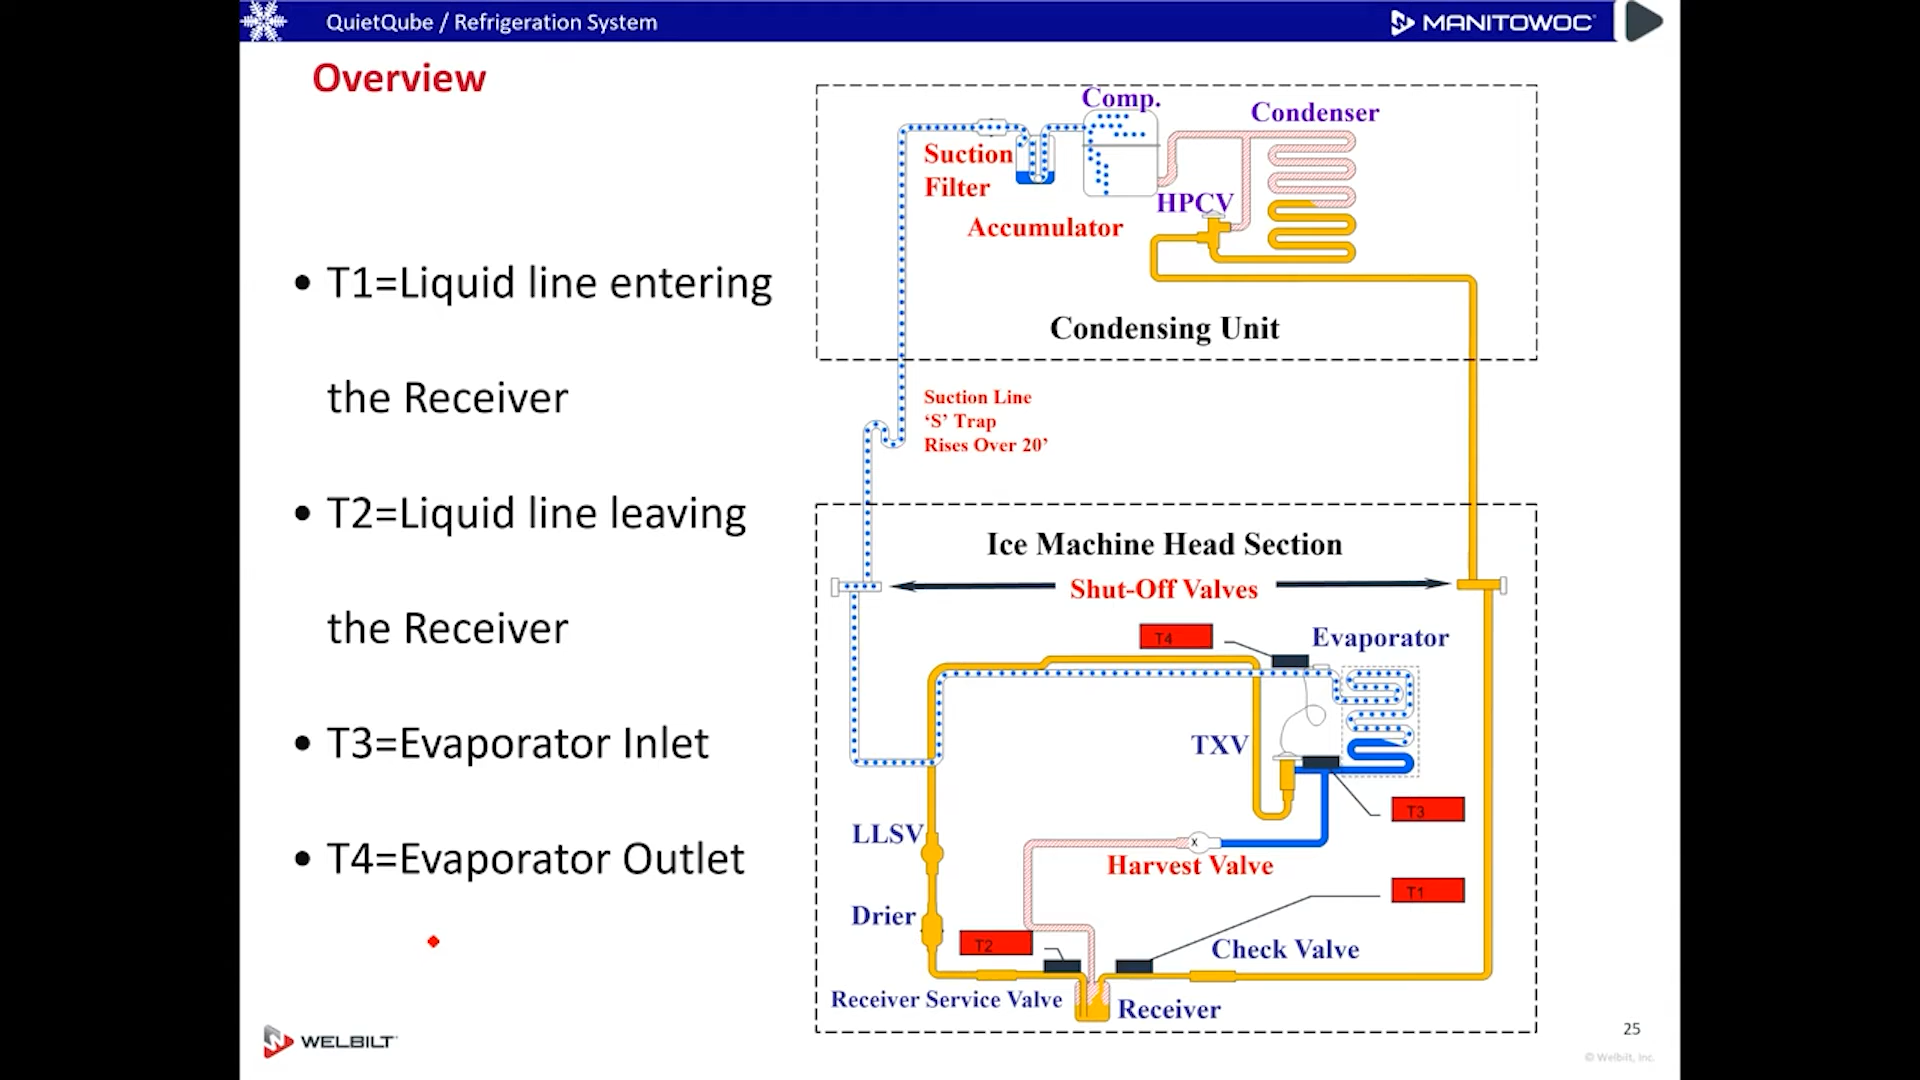 QuietQube / Refrigeration System
MANITOWOC
Overview
• T1=Liquid line entering
the Receiver
• T2=Liquid line leaving
the Receiver
• T3=Evaporator Inlet
• T4=Evaporator Outlet
Comp.
Condenser
Suction
Filter
HPCV
Accumulator
Condensing Unit
Suction Line
‘S’ Trap
Rises Over 20’
Ice Machine Head Section
Shut-Off Valves
T4
Evaporator
TXV
T3
LLSV
x
Harvest Valve
T1
Drier
T2
Check Valve
Receiver Service Valve
Receiver
WELBILT
25
© Welbilt, Inc.